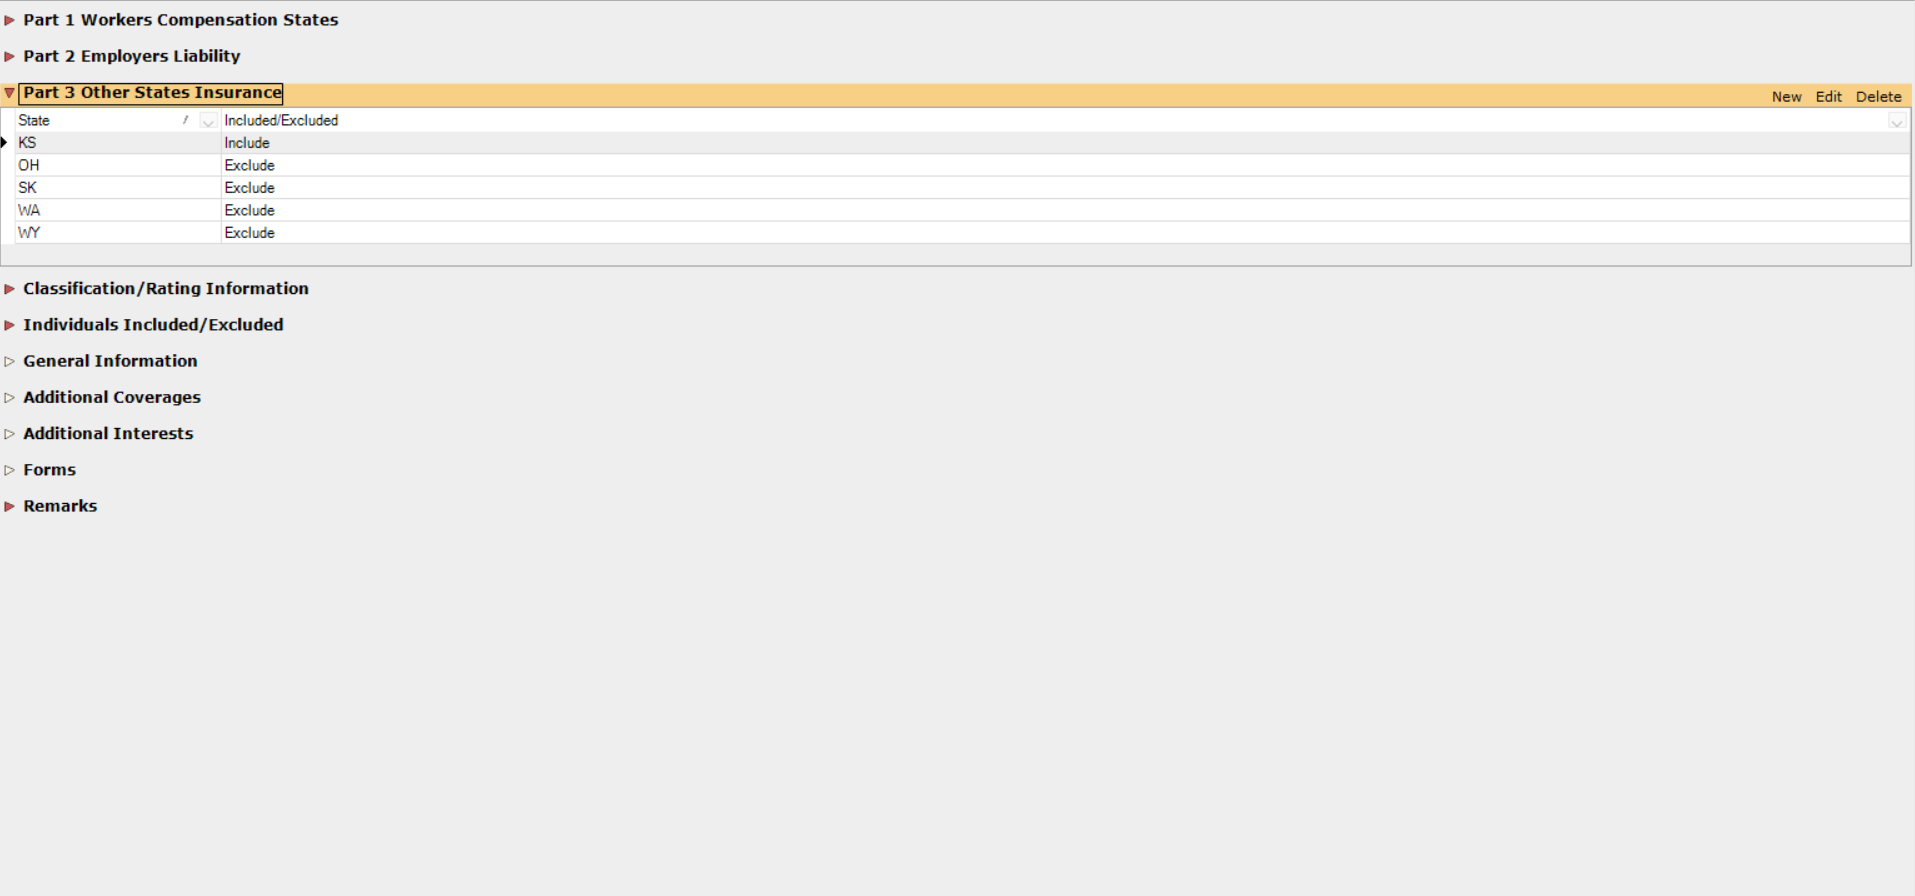 Part 1 Workers Compensation States
Part 2 Employers Liability
Part 3 Other States Insurance New Edit Delete
State Included/Excluded
KS Include
OH Exclude
SK Exclude
WA Exclude
WY Exclude
Classification/Rating Information
Individuals Included/Excluded
General Information
Additional Coverages
Additional Interests
Forms
Remarks